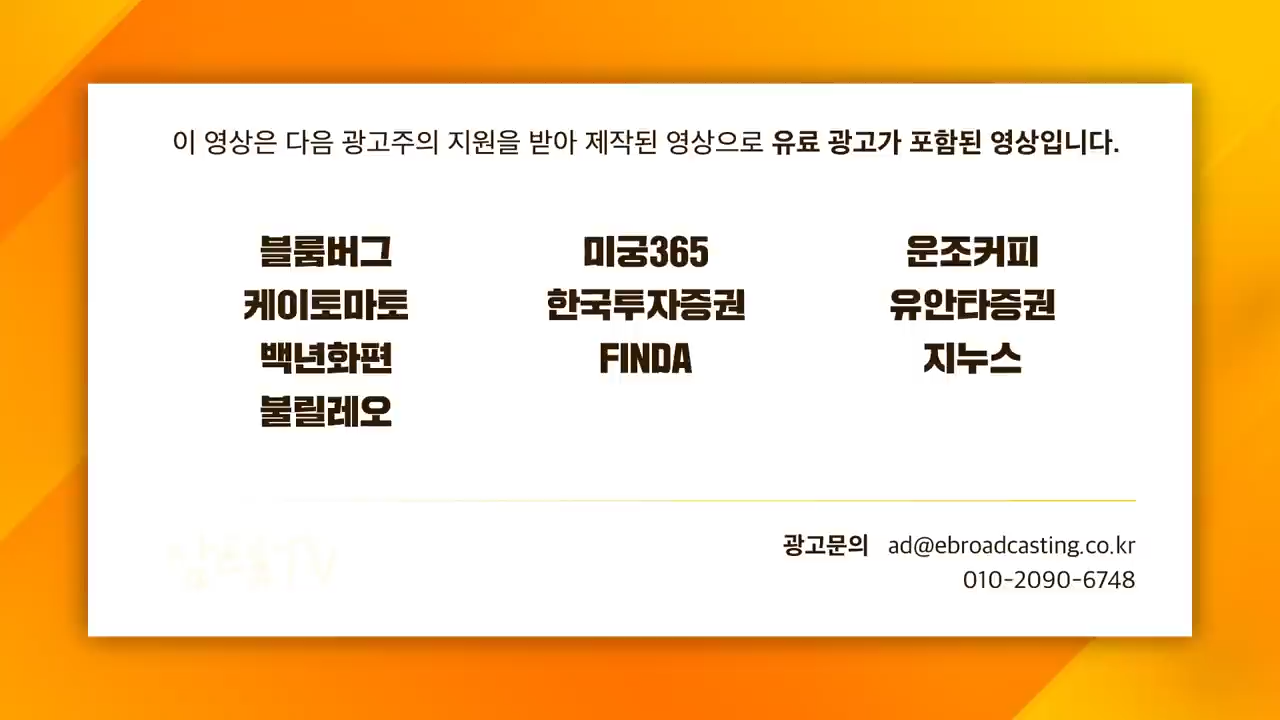 이 영상은 다음 광고주의 지원을 받아 제작된 영상으로 유료 광고가 포함된 영상입니다.
블룸버그 미궁365 운조커피
케이토마토 한국투자증권 유안타증권
백년화편 FINDA 지누스
불릴레오
광고문의 ad@ebroadcasting.co.kr
010-2090-6748